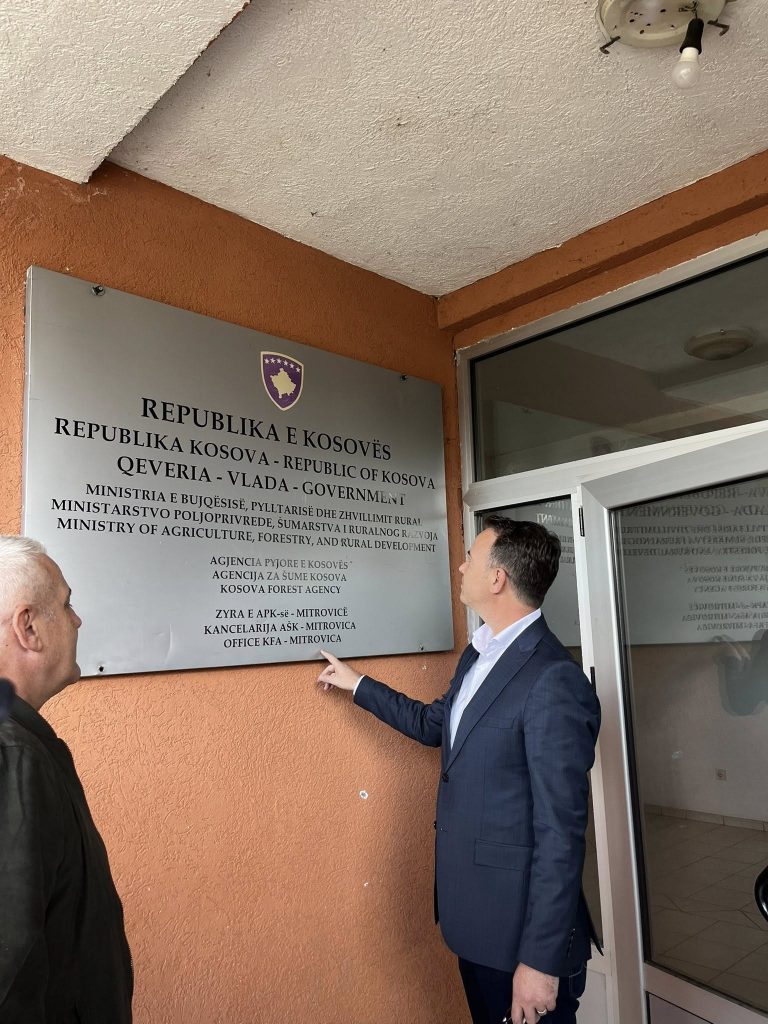 REPUBLIKA E KOSOVËS
REPUBLIKA KOSOVA - REPUBLIC OF KOSOVA
QEVERIA - VLADA - GOVERNMENT
MINISTRIA E BUJQËSISË, PYLLTARISË DHE ZHVILLIMIT RURAL
MINISTARSTVO POLJOPRIVREDE, ŠUMARSTVA I RURALNOG RAZVOJA
MINISTRY OF AGRICULTURE, FORESTRY, AND RURAL DEVELOPMENT
AGJENCIA PYJORE E KOSOVËS
AGENCIJA ZA ŠUME KOSOVA
KOSOVA FOREST AGENCY
ZYRA E APK-së - MITROVICË
KANCELARIJA AŠK - MITROVICA
OFFICE KFA - MITROVICA